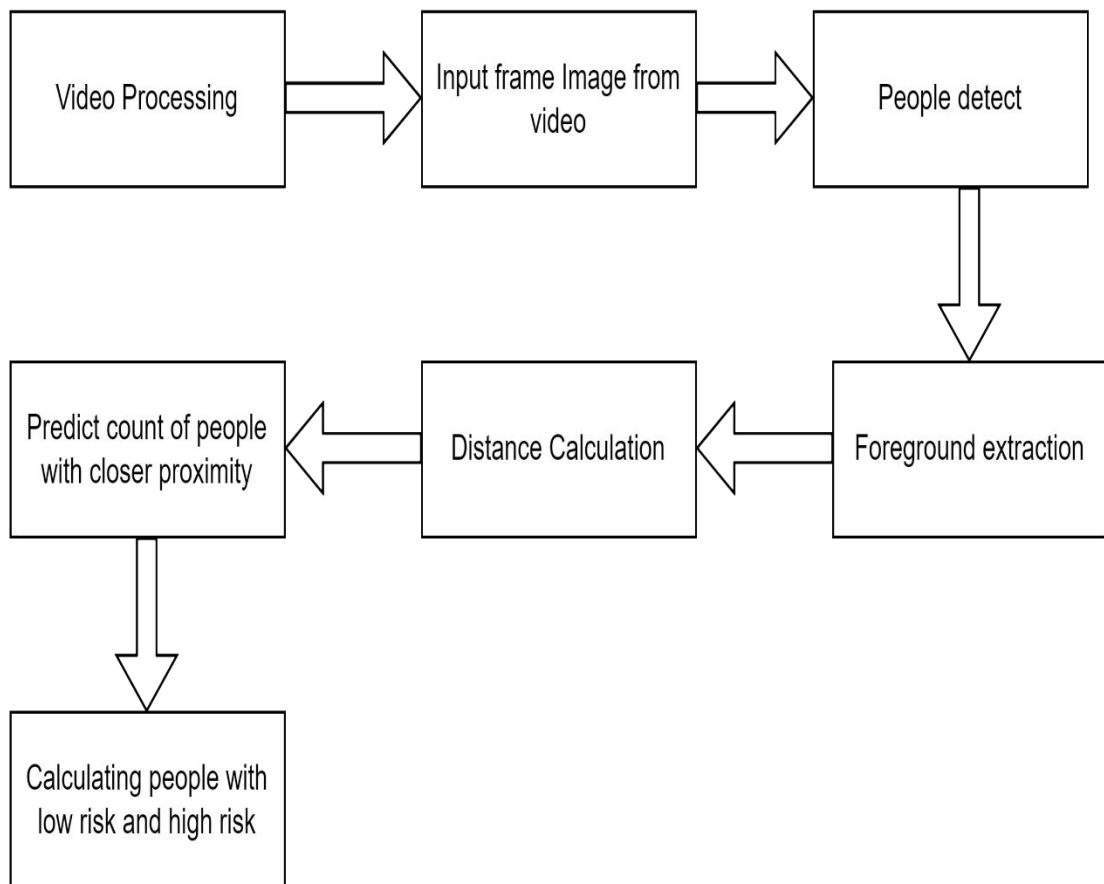 Video Processing
Input frame Image from
video
People detect
Foreground extraction
Distance Calculation
Predict count of people
with closer proximity
Calculating people with
low risk and high risk